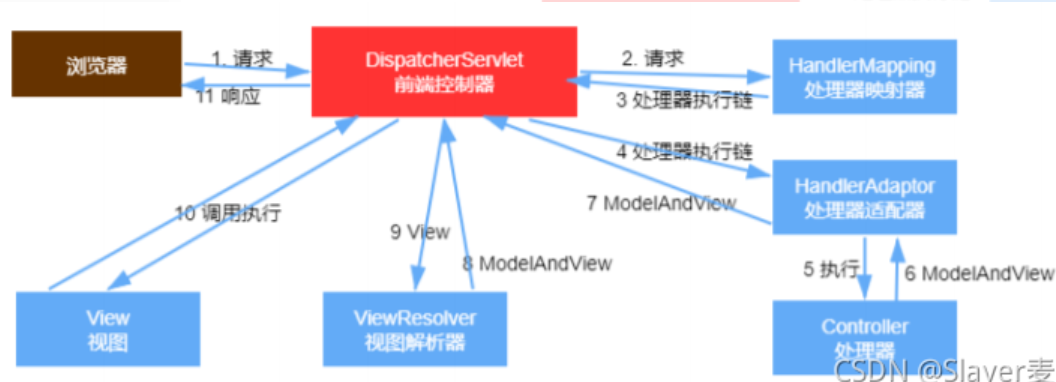 浏览器
1. 请求
11 响应
DispatcherServlet
前端控制器
2. 请求
3 处理器执行链
HandlerMapping
处理器映射器
4 处理器执行链
7 ModelAndView
HandlerAdaptor
处理器适配器
10 调用执行
9 View
8 ModelAndView
5 执行
6 ModelAndView
View
视图
ViewResolver
视图解析器
Controller
处理器
CSDN @Slaver麦